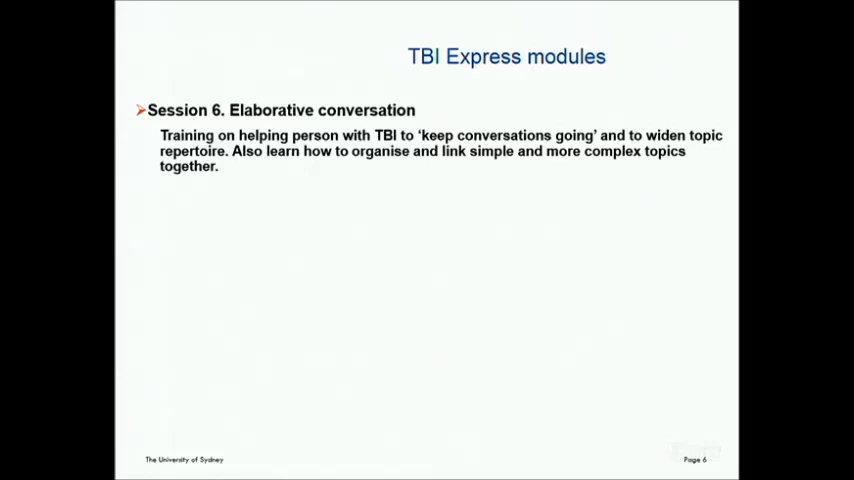 TBI Express modules
Session 6. Elaborative conversation
Training on helping person with TBI to ‘keep conversations going’ and to widen topic
repertoire. Also learn how to organise and link simple and more complex topics
together.
The University of Sydney
Page 6